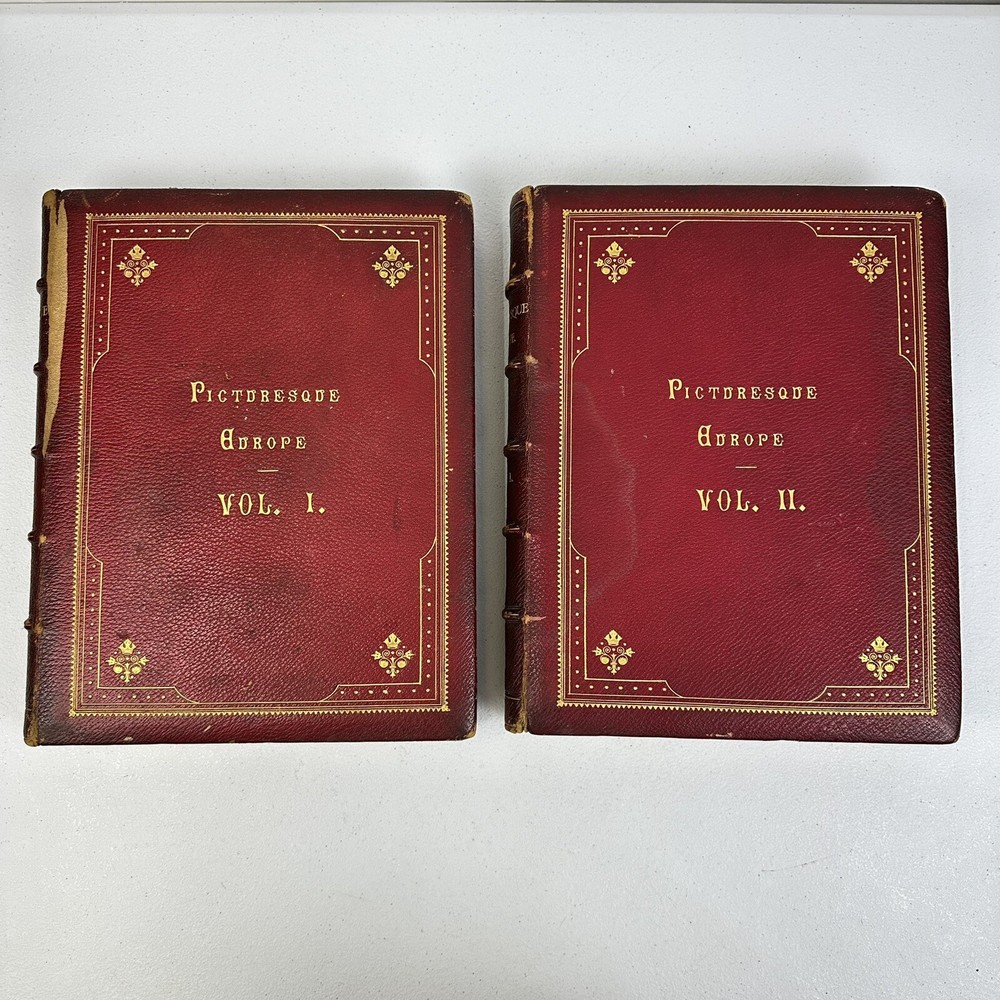 Picturesque
Europe
VOL. I.
Picturesque
Europe
VOL. II.